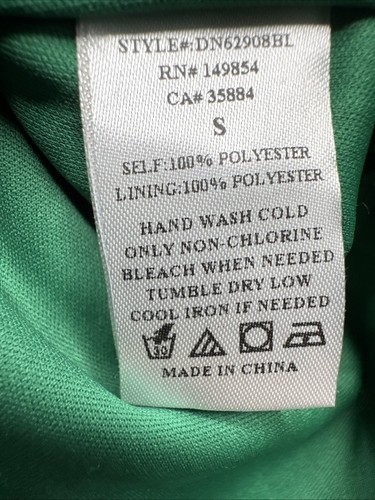 STYLE#:DN62908BL
RN# 149854
CA# 35884
S
SELF:100% POLYESTER
LINING:100% POLYESTER
HAND WASH COLD
ONLY NON-CHLORINE
BLEACH WHEN NEEDED
TUMBLE DRY LOW
COOL IRON IF NEEDED
30
MADE IN CHINA